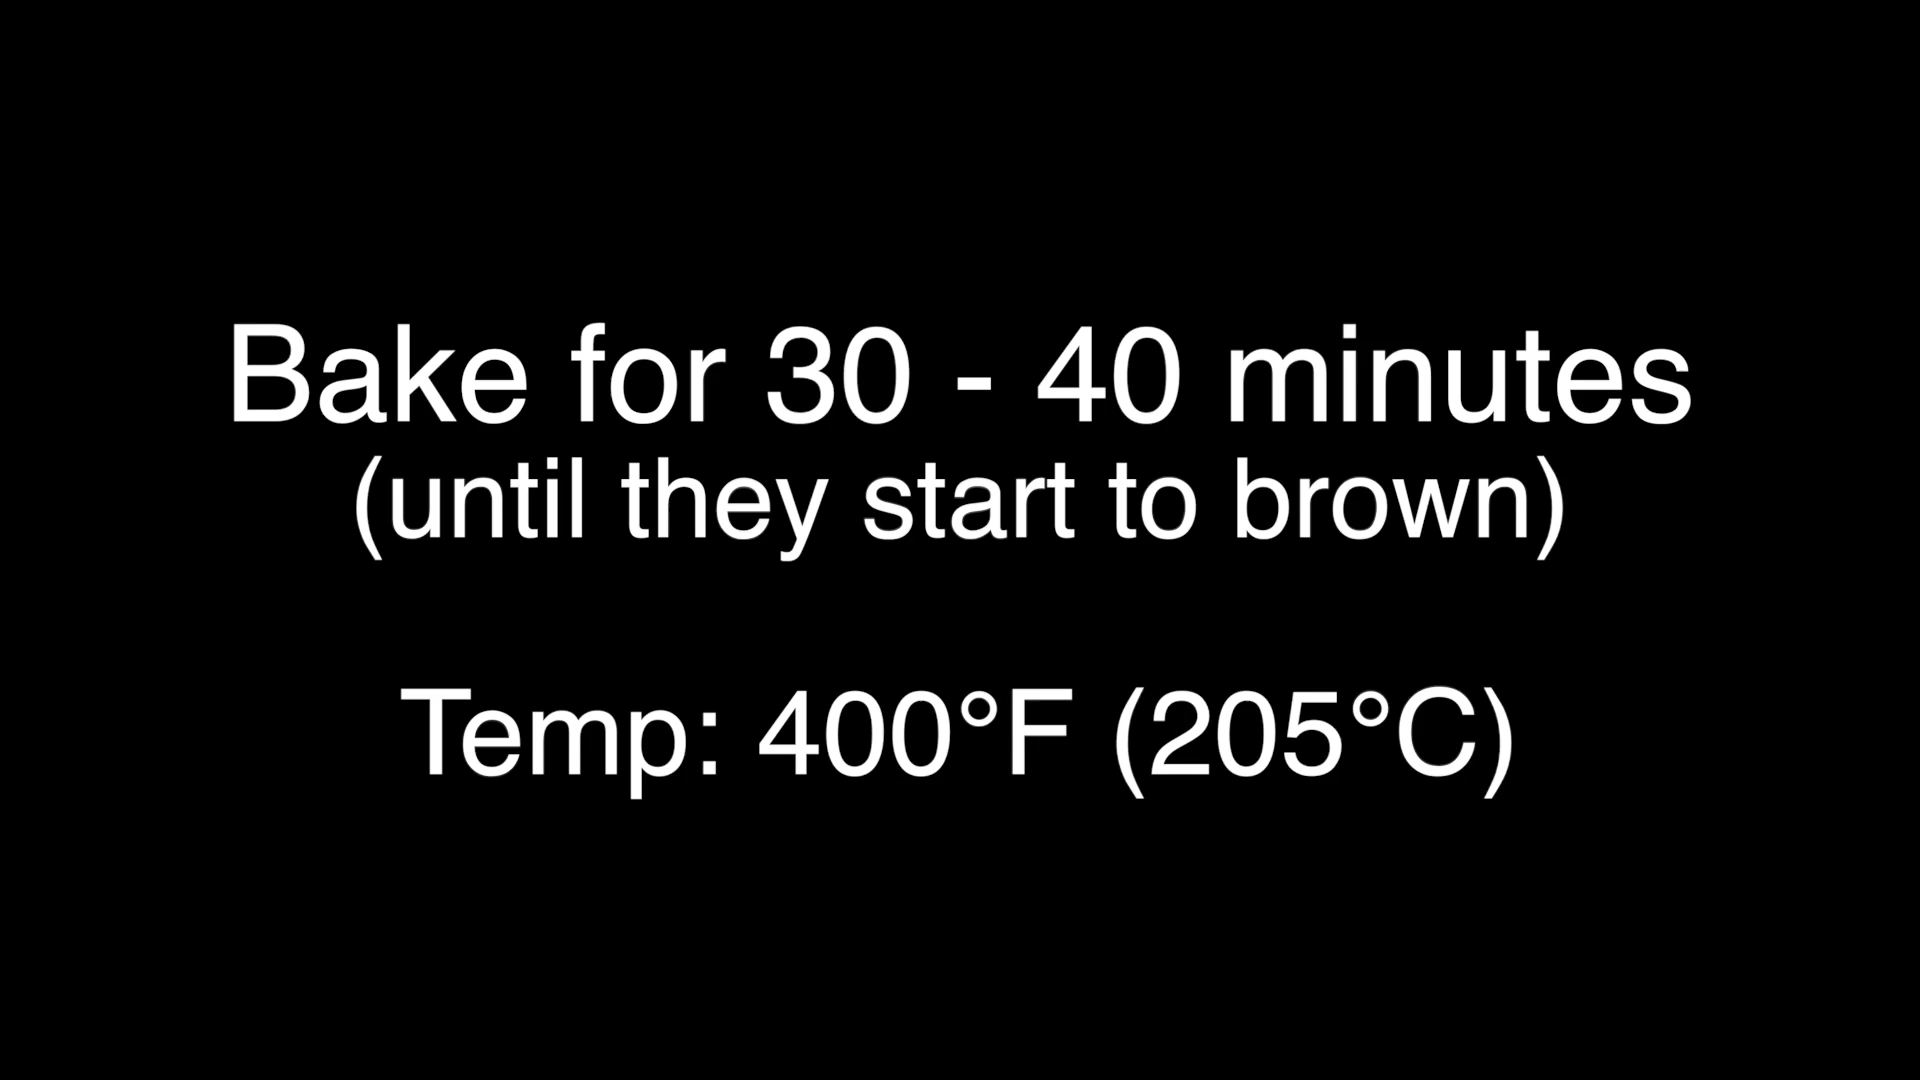 Bake for 30 - 40 minutes
(until they start to brown)
Temp: 400°F (205°C)